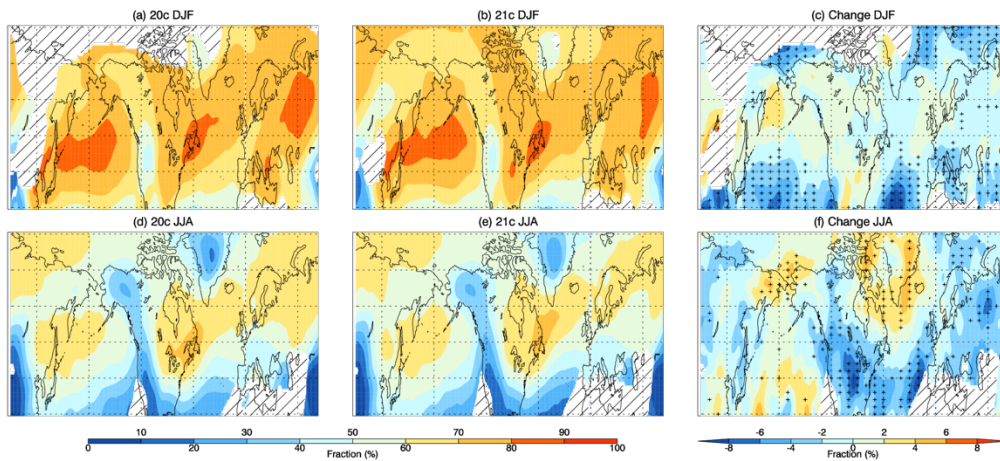 (a) 20c DJF
(b) 21c DJF
(c) Change DJF
(d) 20c JJA
(e) 21c JJA
(f) Change JJA
0 10 20 30 40 50 60 70 80 90 100
Fraction (%)
-8 -6 -4 -2 0 2 4 6 8
Fraction (%)